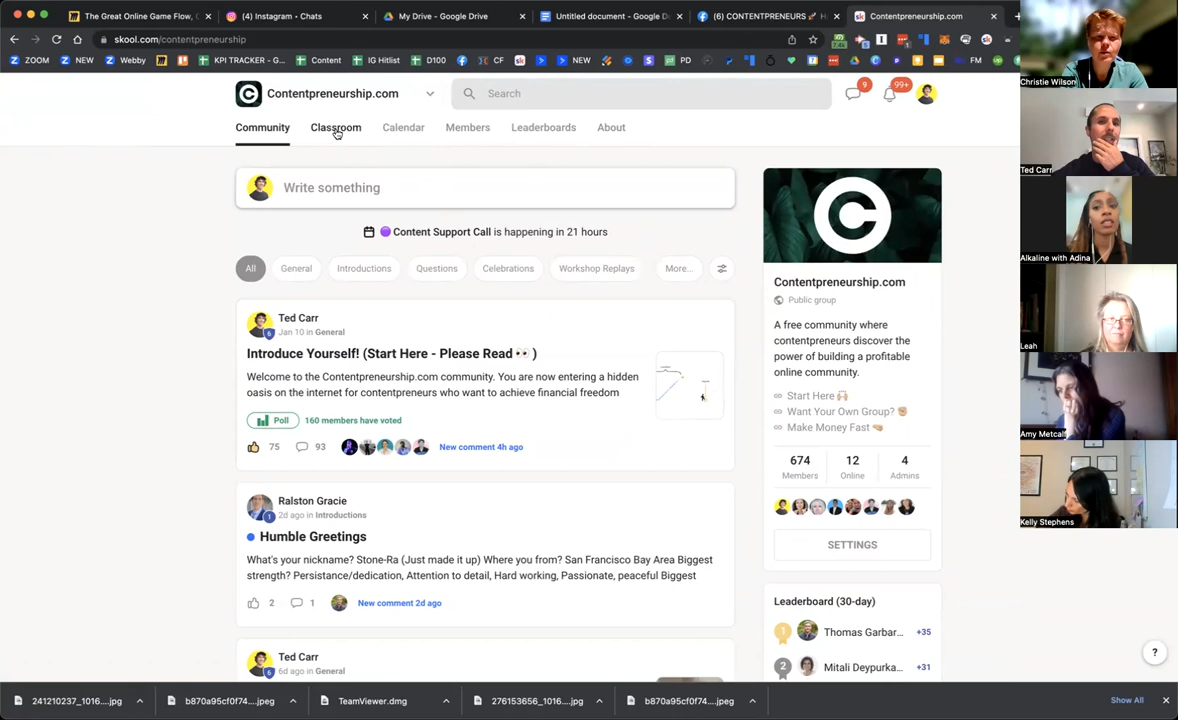 The Great Online Game Flow, C
(4) Instagram • Chats
My Drive - Google Drive
Untitled document - Google D
(6) CONTENTPRENEURS 🚀 H
Contentpreneurship.com
skool.com/contentpreneurship
ZOOM
NEW
Webby
KPI TRACKER - G...
Content
IG Hitlist
D100
CF
NEW
PD
FM
Contentpreneurship.com
Search
9
99+
Community
Classroom
Calendar
Members
Leaderboards
About
Write something
Content Support Call is happening in 21 hours
All
General
Introductions
Questions
Celebrations
Workshop Replays
More...
Ted Carr
6
Jan 10 in General
Introduce Yourself! (Start Here - Please Read 👀 )
Welcome to the Contentpreneurship.com community. You are now entering a hidden
oasis on the internet for contentpreneurs who want to achieve financial freedom
Poll
160 members have voted
75
93
New comment 4h ago
Ralston Gracie
1
2d ago in Introductions
Humble Greetings
What's your nickname? Stone-Ra (Just made it up) Where you from? San Francisco Bay Area Biggest
strength? Persistance/dedication, Attention to detail, Hard working, Passionate, peaceful Biggest
2
1
New comment 2d ago
Ted Carr
6
6d ago in General
Contentpreneurship.com
Public group
A free community where
contentpreneurs discover the
power of building a profitable
online community.
Start Here 🙌🏼
Want Your Own Group? ✊🏼
Make Money Fast 🤜🏼
674
Members
12
Online
4
Admins
SETTINGS
Leaderboard (30-day)
1
Thomas Garbar...
+35
2
Mitali Deypurka...
+31
?
Christie Wilson
Ted Carr
Alkaline with Adina
Leah
Amy Metcalf
Kelly Stephens
241210237_1016....jpg
b870a95cf0f74....jpeg
TeamViewer.dmg
276153656_1016....jpg
b870a95cf0f74....jpeg
Show All